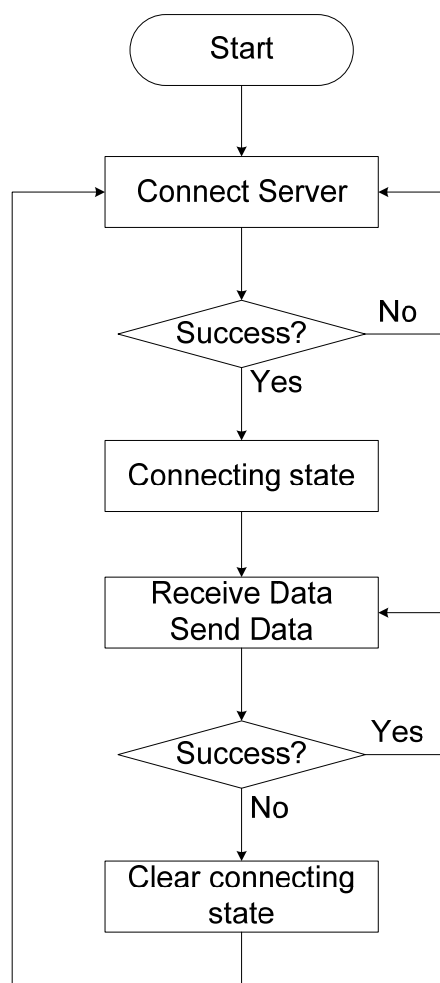 Start
Connect Server
Success?
No
Yes
Connecting state
Receive Data
Send Data
Success?
Yes
No
Clear connecting
state